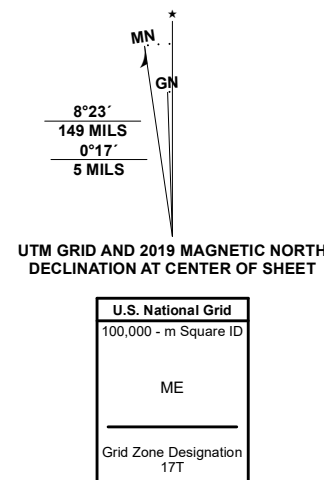 ★
MN
GN
8°23´
149 MILS
0°17´
5 MILS
UTM GRID AND 2019 MAGNETIC NORTH
DECLINATION AT CENTER OF SHEET
U.S. National Grid
100,000 - m Square ID
ME
Grid Zone Designation
17T